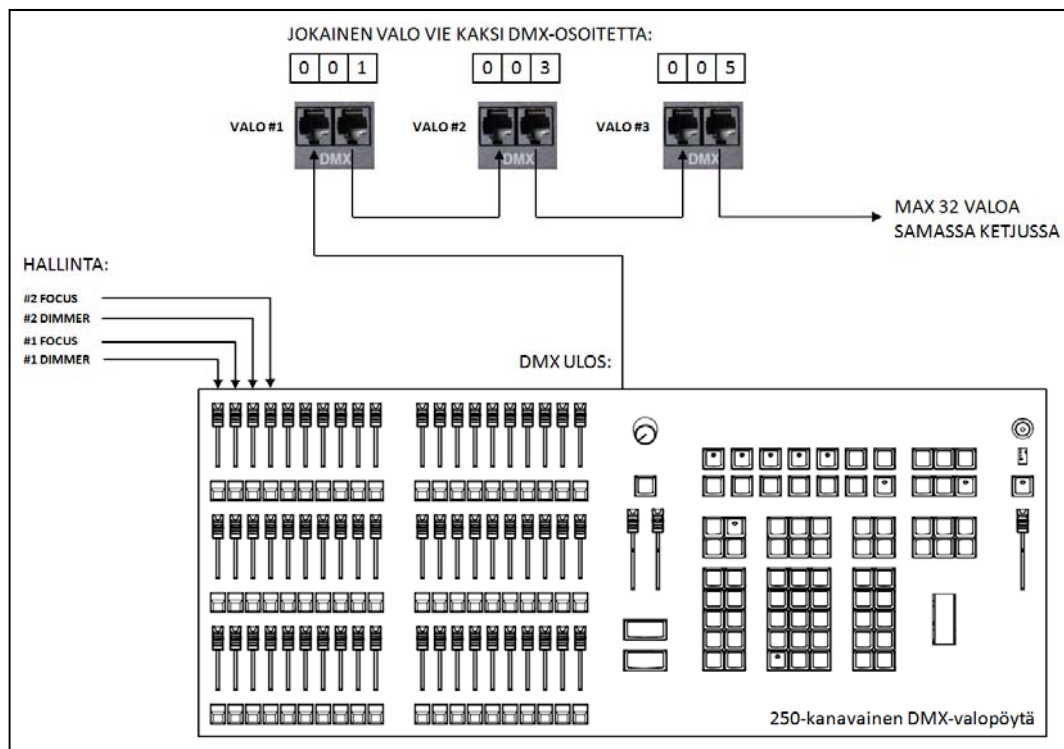 JOKAINEN VALO VIE KAKSI DMX-OSOITETTA:
0 0 1
0 0 3
0 0 5
VALO #1
VALO #2
VALO #3
DMX
DMX
DMX
MAX 32 VALOA
SAMASSA KETJUSSA
HALLINTA:
#2 FOCUS
#2 DIMMER
#1 FOCUS
#1 DIMMER
DMX ULOS:
250-kanavainen DMX-valopöytä